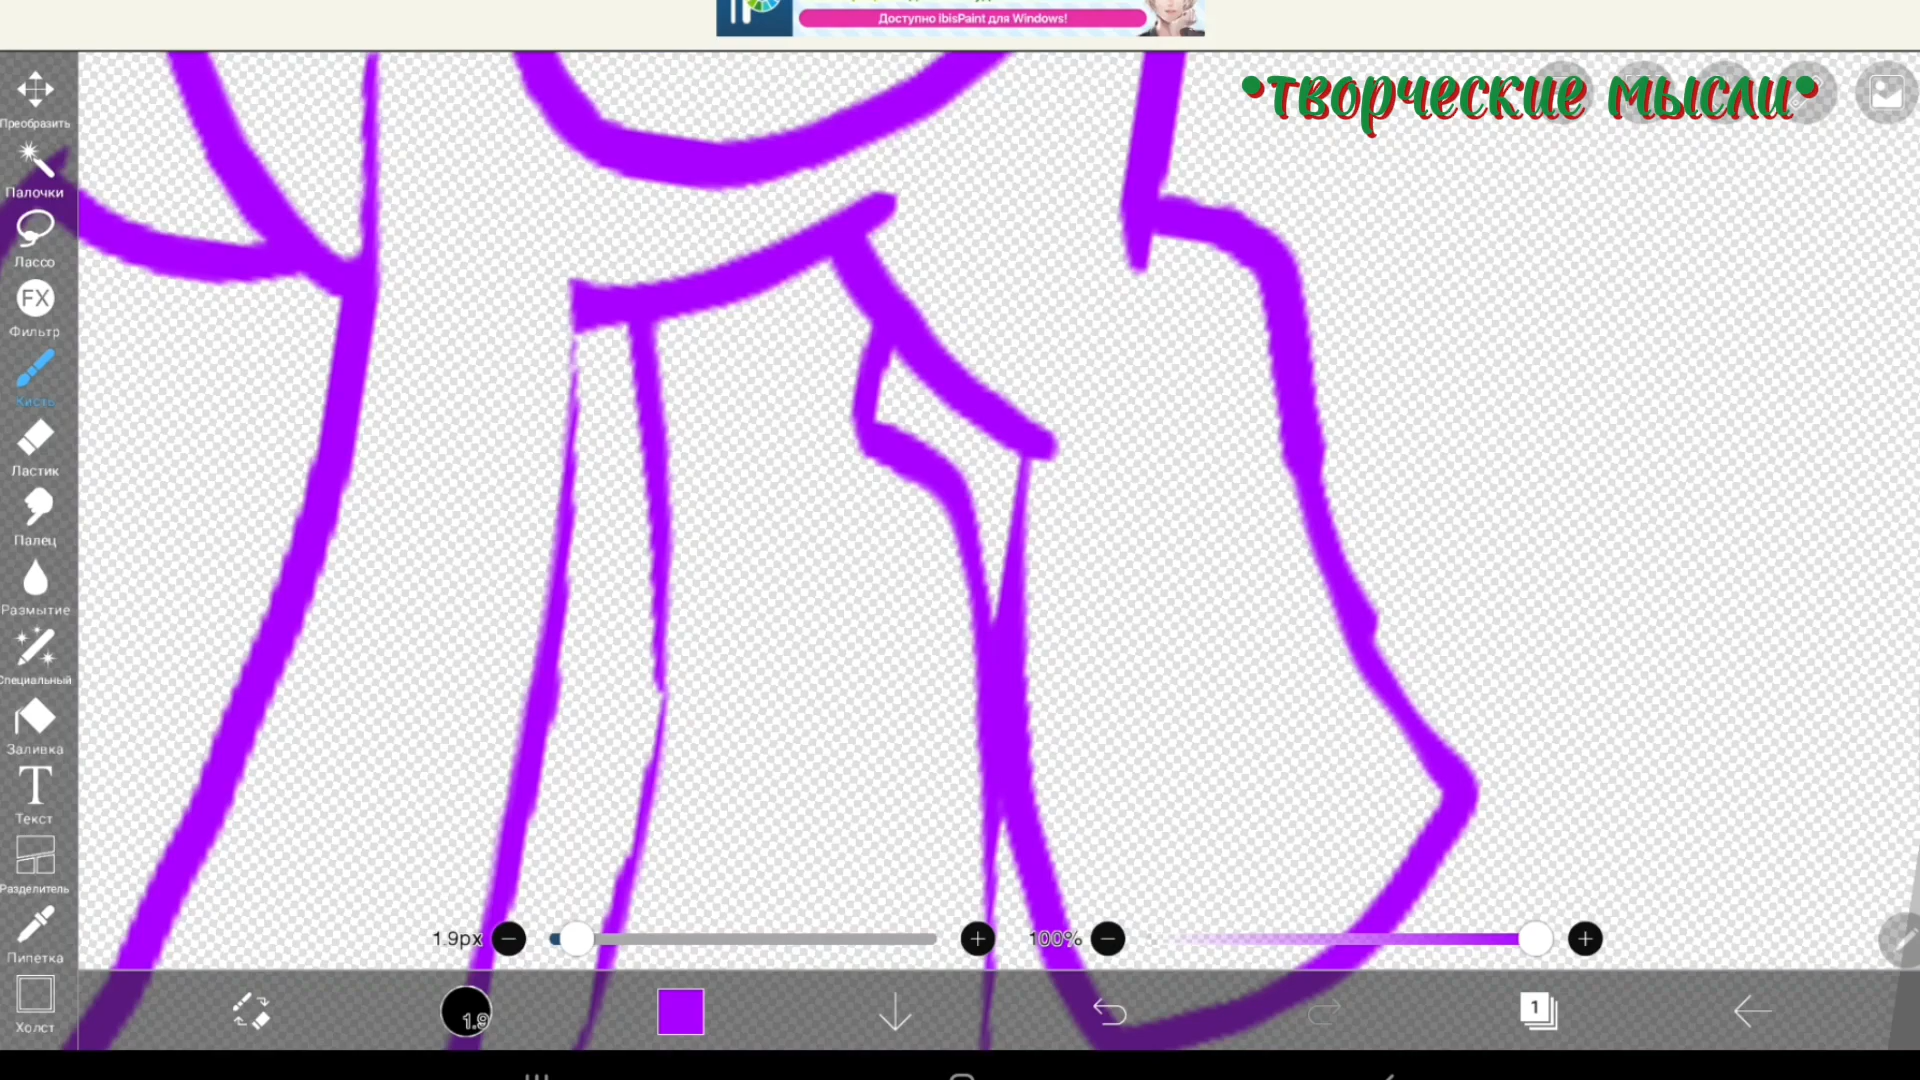 Доступно ibisPaint для Windows!
•творческие мысли•
Преобразить
Палочки
Лассо
FX
Фильтр
Кисть
Ластик
Палец
Размытие
Специальный
Заливка
T
Текст
Разделитель
Пипетка
Холст
1.9px
100%
1.9
1